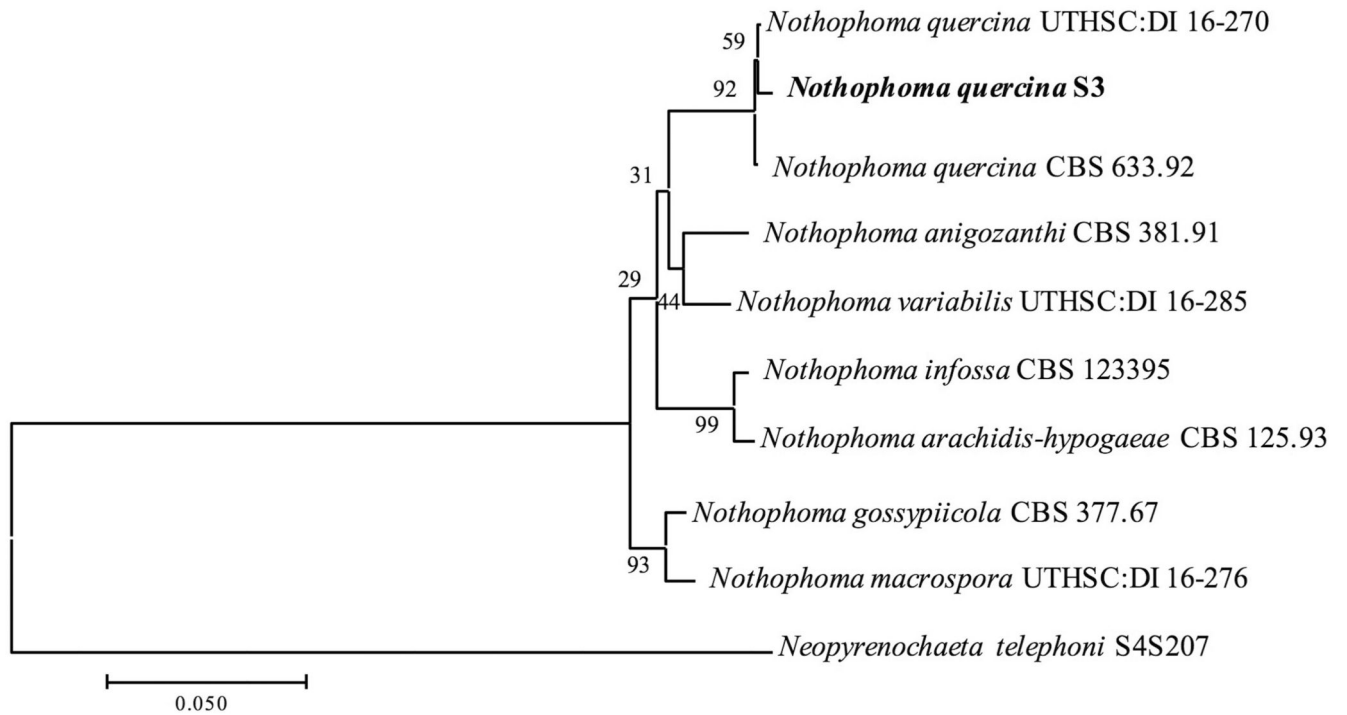 Nothophoma quercina UTHSC:DI 16-270
59
92
Nothophoma quercina S3
Nothophoma quercina CBS 633.92
31
Nothophoma anigozanthi CBS 381.91
29
44
Nothophoma variabilis UTHSC:DI 16-285
Nothophoma infossa CBS 123395
99
Nothophoma arachidis-hypogaeae CBS 125.93
Nothophoma gossypiicola CBS 377.67
93
Nothophoma macrospora UTHSC:DI 16-276
Neopyrenochaeta telephoni S4S207
0.050